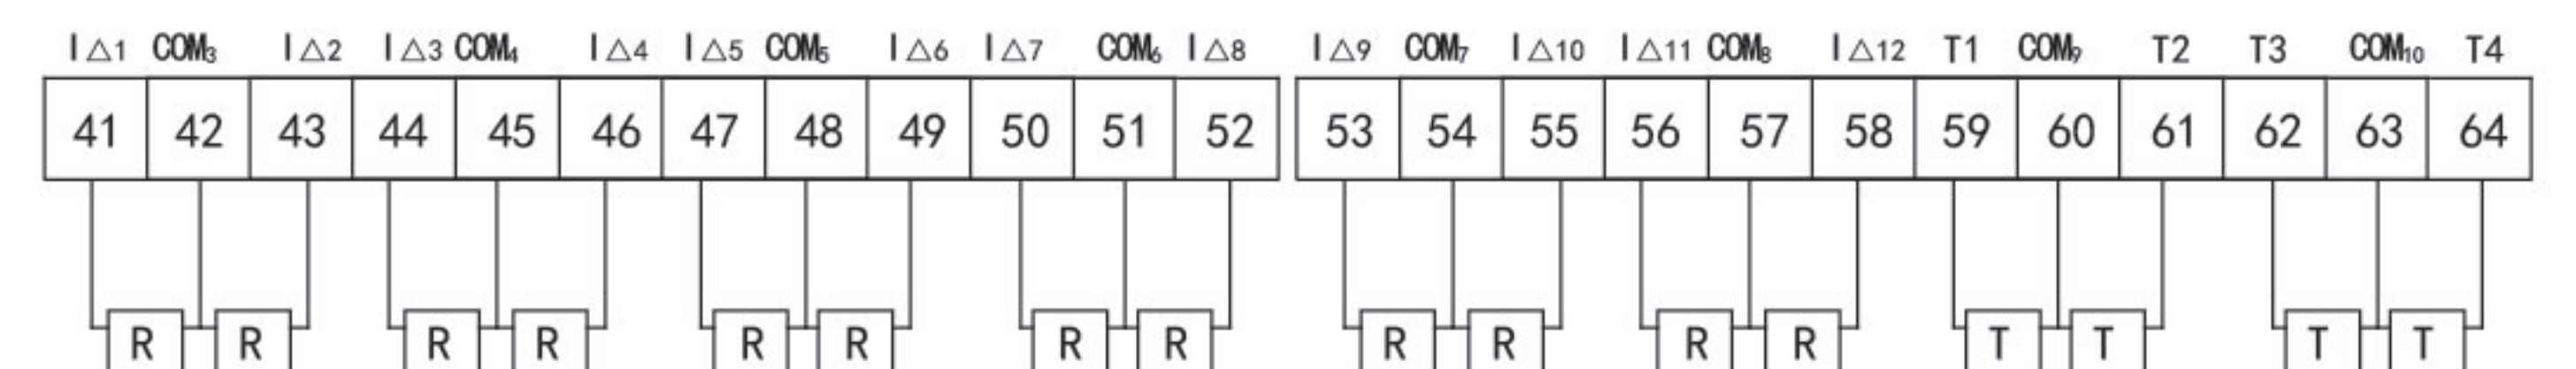 I△1 COM₃ I△2 I△3 COM₄ I△4 I△5 COM₅ I△6 I△7 COM₆ I△8 I△9 COM₇ I△10 I△11 COM₈ I△12 T1 COM₉ T2 T3 COM₁₀ T4
41 42 43 44 45 46 47 48 49 50 51 52 53 54 55 56 57 58 59 60 61 62 63 64
R R R R R R R R R R R R T T T T